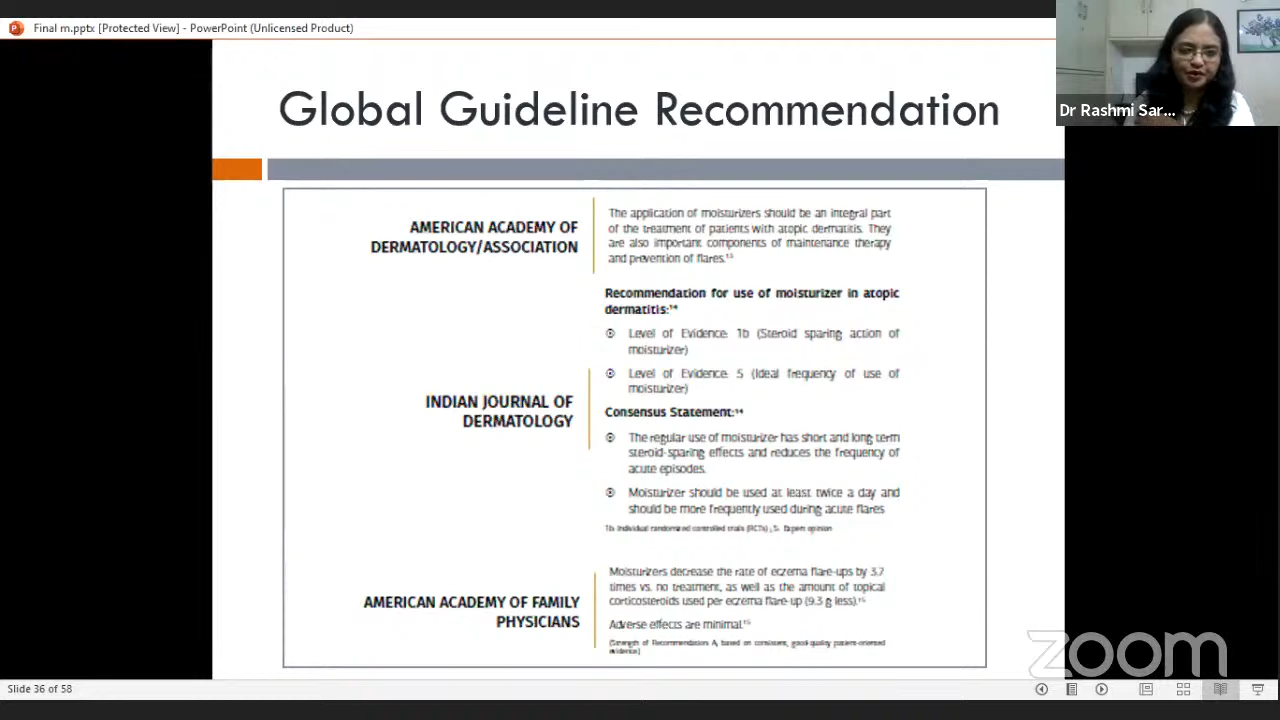 Final m.pptx [Protected View] - PowerPoint (Unlicensed Product)
Dr Rashmi Sar...
Global Guideline Recommendation
AMERICAN ACADEMY OF
DERMATOLOGY/ASSOCIATION
The application of moisturizers should be an integral part
of the treatment of patients with atopic dermatitis. They
are also important components of maintenance therapy
and prevention of flares.¹³
INDIAN JOURNAL OF
DERMATOLOGY
Recommendation for use of moisturizer in atopic
dermatitis:¹⁴
Level of Evidence: 1b (Steroid sparing action of
moisturizer)
Level of Evidence: 5 (Ideal frequency of use of
moisturizer)
Consensus Statement:¹⁴
The regular use of moisturizer has short and long term
steroid-sparing effects and reduces the frequency of
acute episodes.
Moisturizer should be used at least twice a day and
should be more frequently used during acute flares
1b- Individual randomized controlled trials (RCTs) ; 5- Expert opinion
AMERICAN ACADEMY OF FAMILY
PHYSICIANS
Moisturizers decrease the rate of eczema flare-ups by 3.7
times vs. no treatment, as well as the amount of topical
corticosteroids used per eczema flare-up (9.3 g less).¹⁵
Adverse effects are minimal.¹⁵
(Strength of Recommendation: A, based on consistent, good-quality patient-oriented
evidence)
zoom
Slide 36 of 58